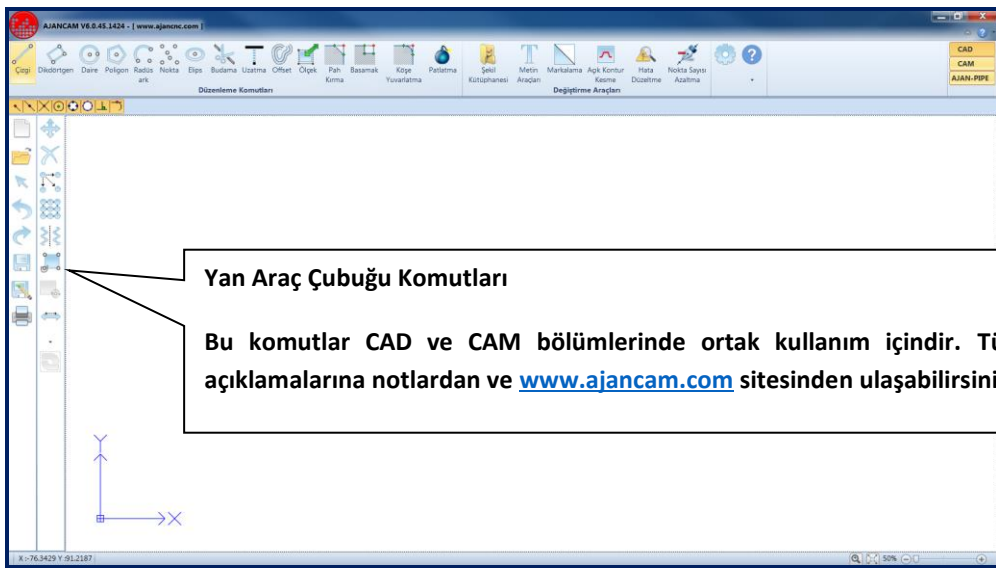 AJANCAM V6.0.45.1424 - [ www.ajancnc.com ]
Çizgi Dikdörtgen Daire Poligon Radüs ark Nokta Elips Budama Uzatma Offset Ölçek Pah Kırma Basamak Köşe Yuvarlatma Patlatma Şekil Kütüphanesi Metin Araçları Markalama Açık Kontur Kesme Hata Düzeltme Nokta Sayısı Azaltma
Düzenleme Komutları Değiştirme Araçları
CAD
CAM
AJAN-PIPE
Yan Araç Çubuğu Komutları
Bu komutlar CAD ve CAM bölümlerinde ortak kullanım içindir. Tü
açıklamalarına notlardan ve www.ajancam.com sitesinden ulaşabilirsini
Y
X
X :-76.3429 Y :91.2187 50%